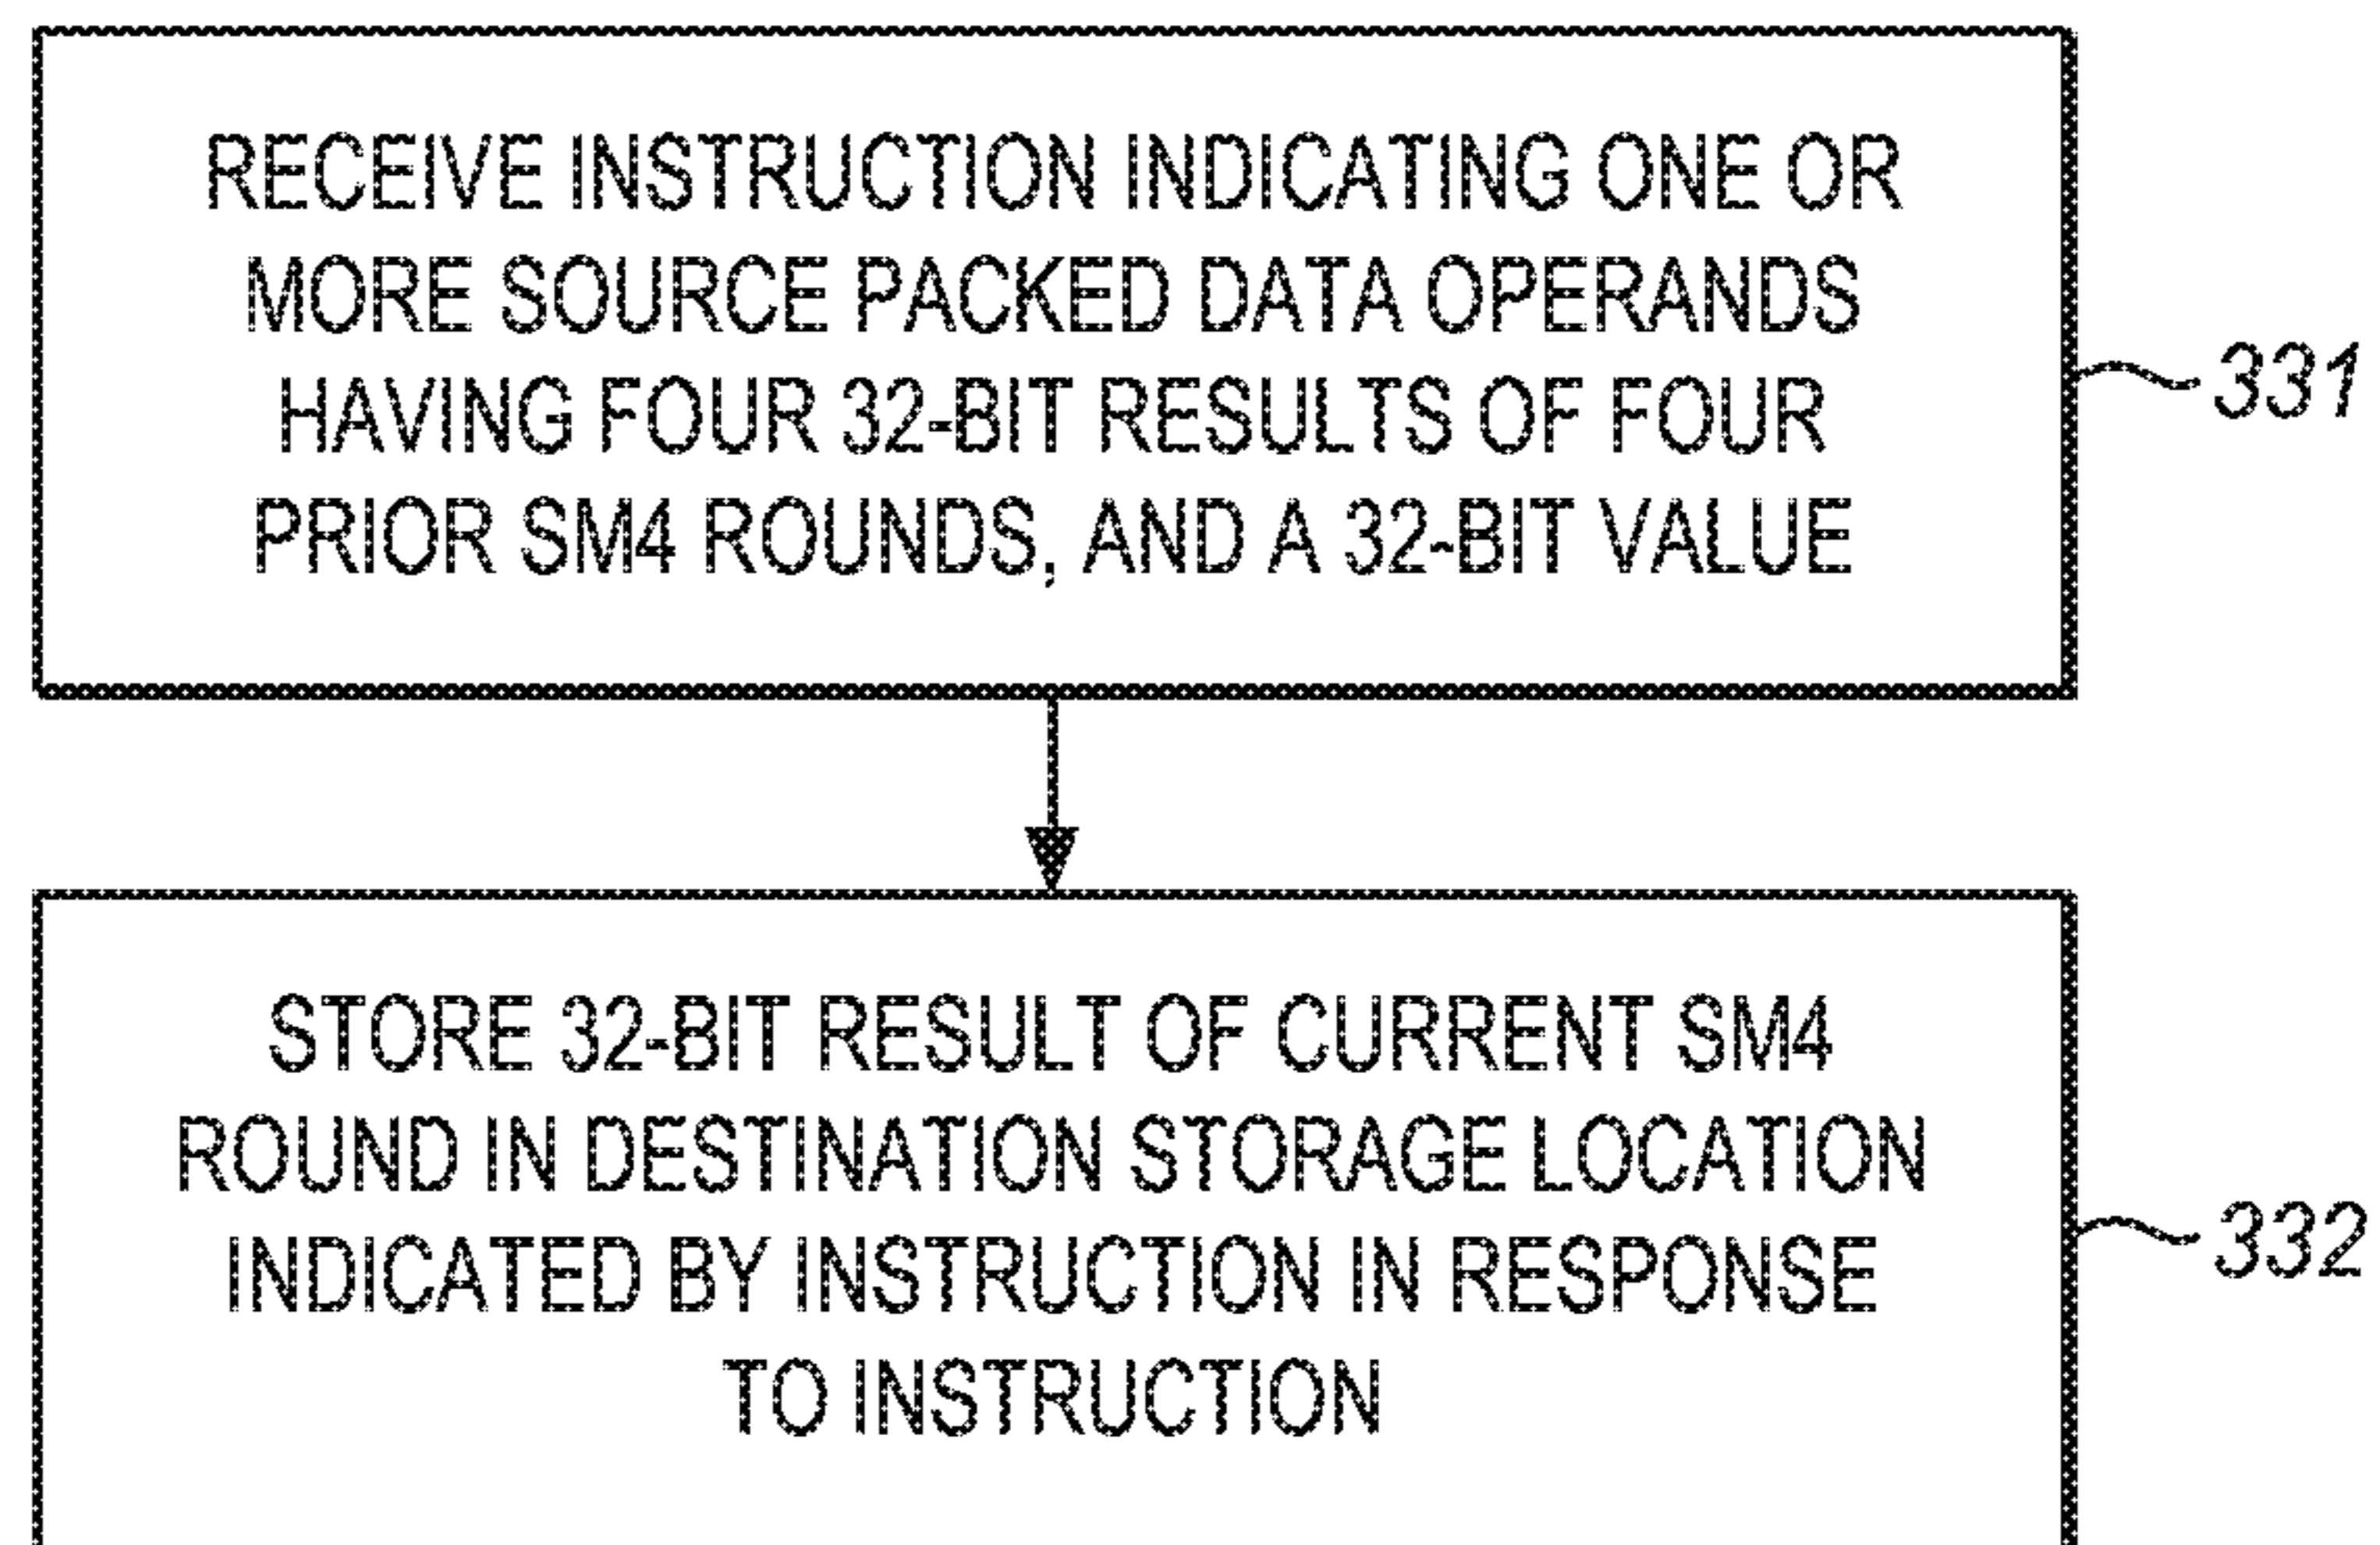 RECEIVE INSTRUCTION INDICATING ONE OR
MORE SOURCE PACKED DATA OPERANDS
HAVING FOUR 32-BIT RESULTS OF FOUR
PRIOR SM4 ROUNDS, AND A 32-BIT VALUE
331
STORE 32-BIT RESULT OF CURRENT SM4
ROUND IN DESTINATION STORAGE LOCATION
INDICATED BY INSTRUCTION IN RESPONSE
TO INSTRUCTION
332